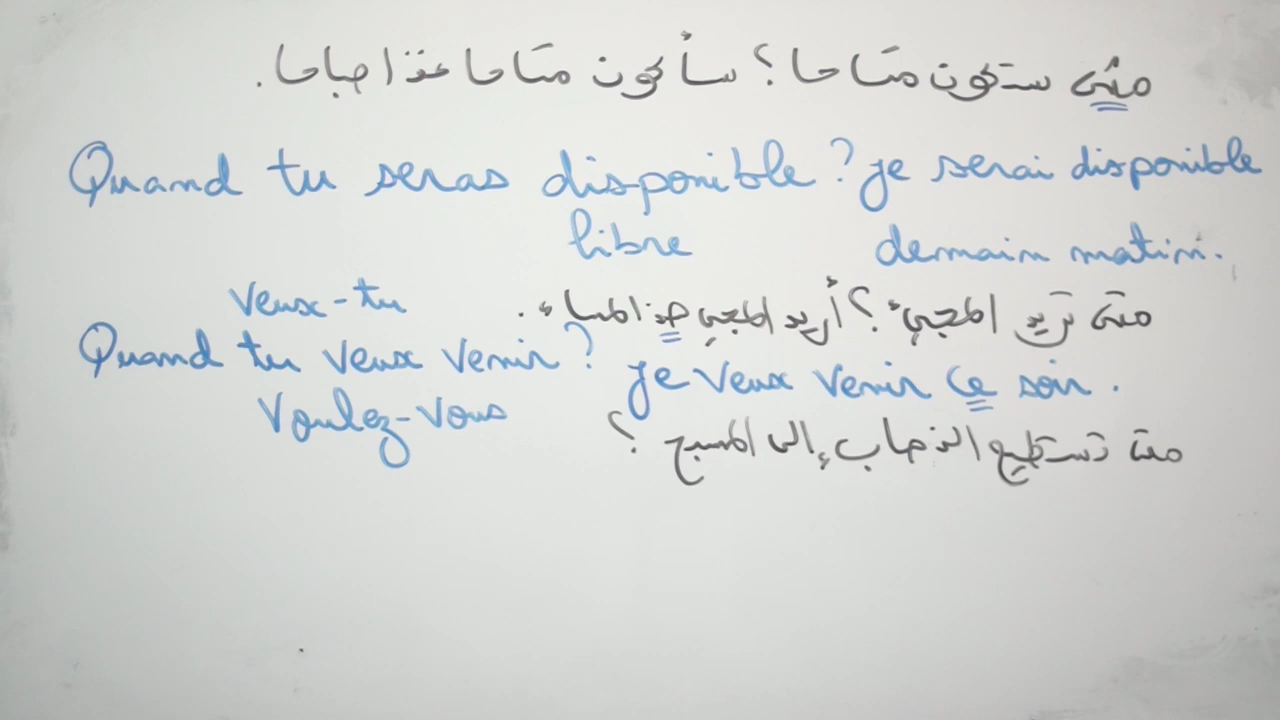 متى ستكون متاحا؟ سأكون متاحا غدا صباحا.
Quand tu seras disponible? je serai disponible
libre demain matin.
Veux-tu
متى تريد المجيئ؟ أريد المجيئ هذا المساء.
Quand tu veux venir? je veux venir ce soir.
Voulez-vous
متى تستطيع الذهاب إلى المسبح؟